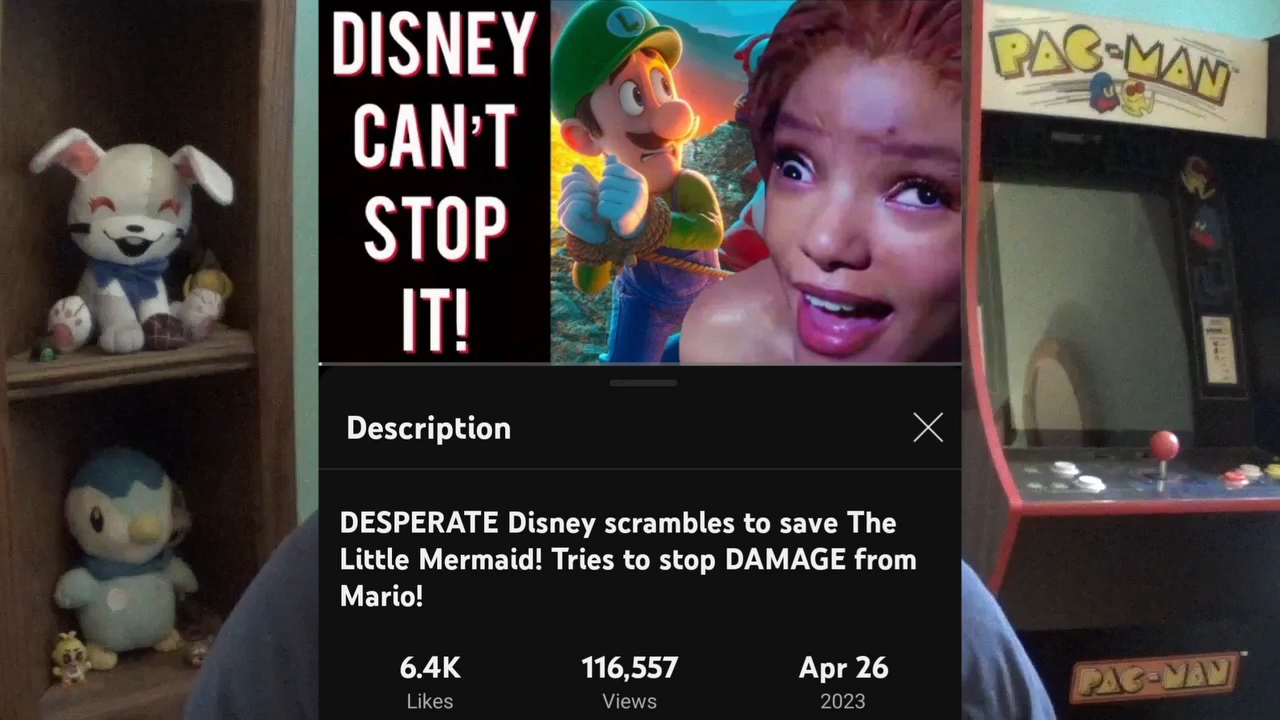 DISNEY
CAN'T
STOP
IT!
L
PAC-MAN
Description
DESPERATE Disney scrambles to save The
Little Mermaid! Tries to stop DAMAGE from
Mario!
6.4K 116,557 Apr 26
Likes Views 2023
PAC-MAN